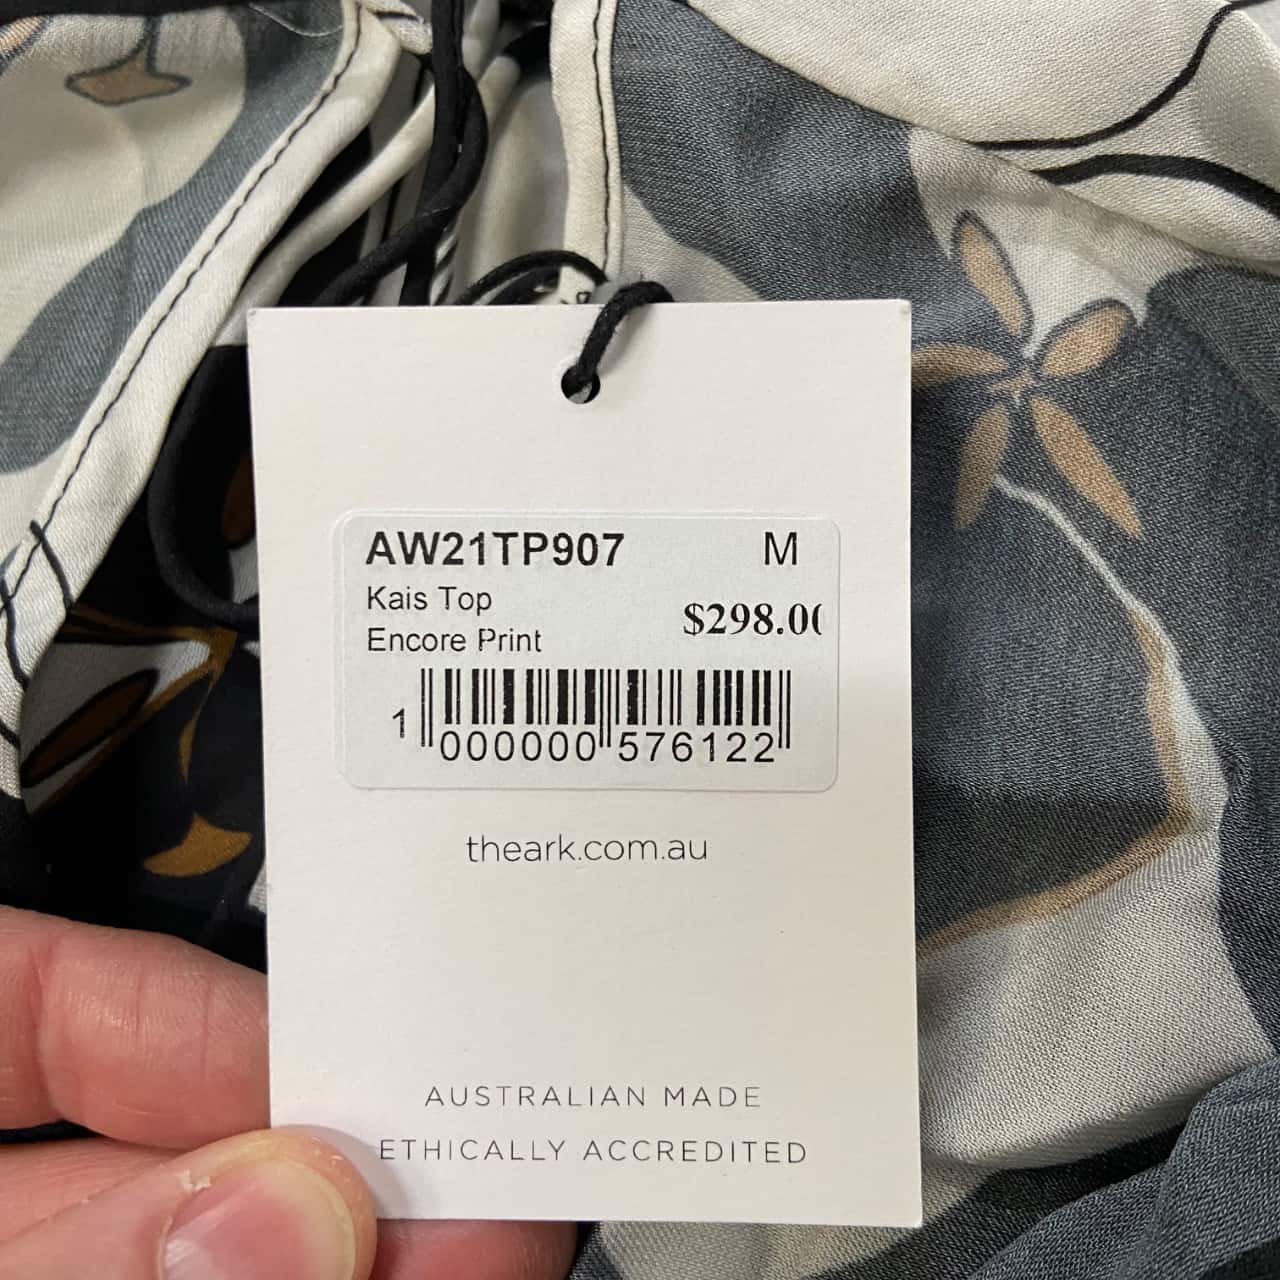 AW21TP907 M
Kais Top
$298.0(
Encore Print
1 000000 576122
theark.com.au
AUSTRALIAN MADE
ETHICALLY ACCREDITED